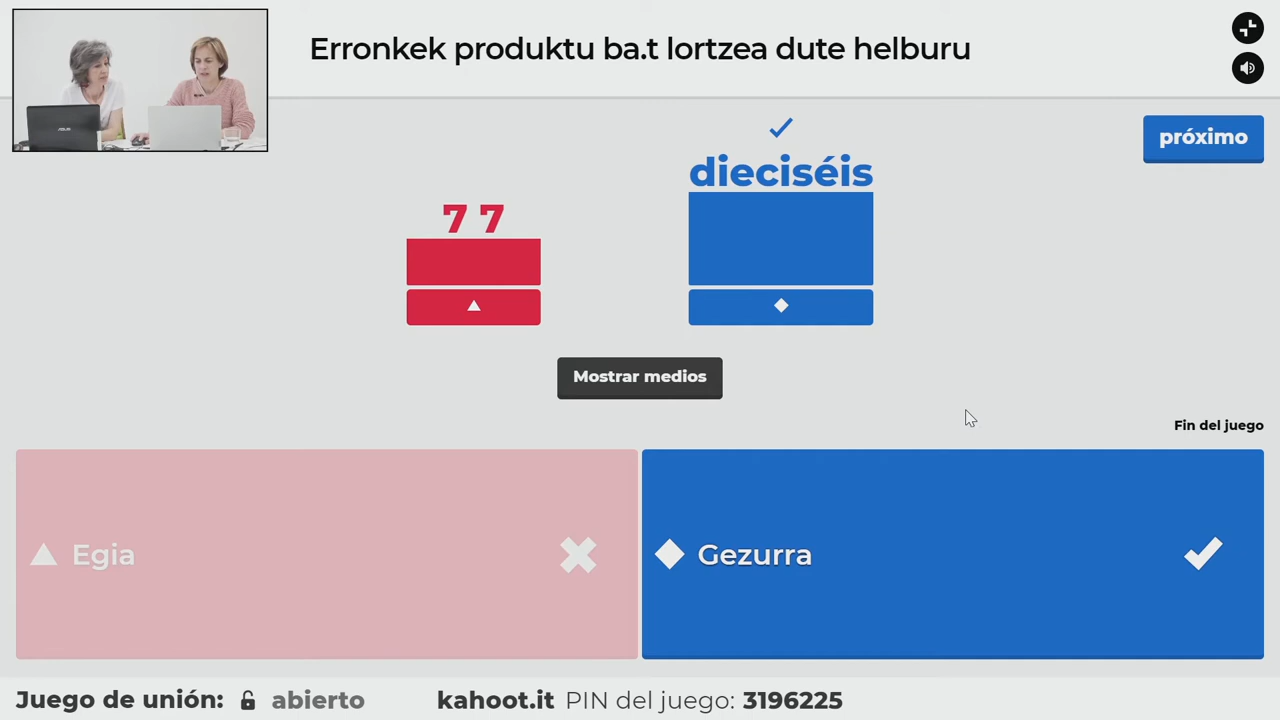 Erronkek produktu ba.t lortzea dute helburu
próximo
dieciséis
7 7
Mostrar medios
Fin del juego
Egia
Gezurra
Juego de unión: abierto kahoot.it PIN del juego: 3196225